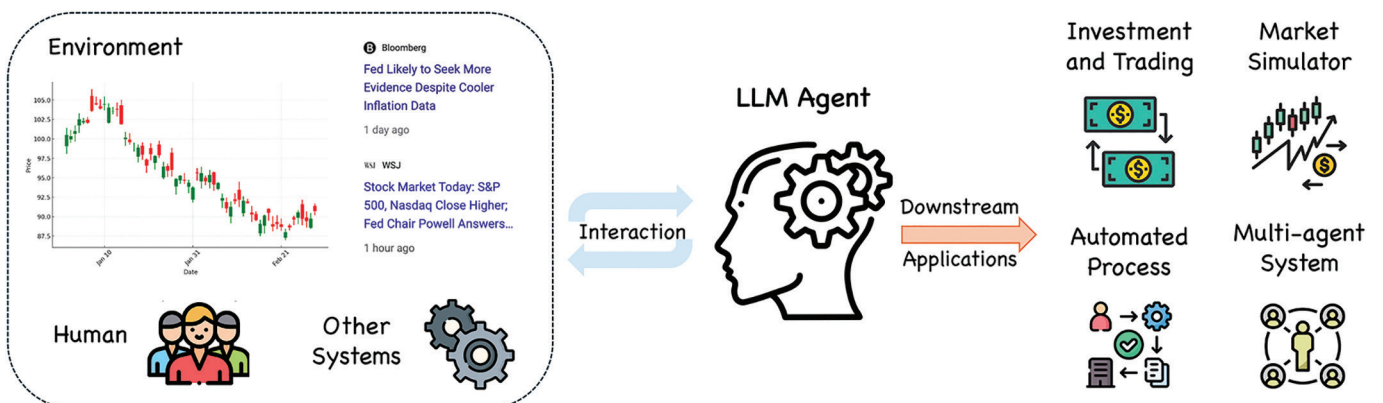 Environment
B Bloomberg
Fed Likely to Seek More
Evidence Despite Cooler
Inflation Data
1 day ago
WSJ WSJ
Stock Market Today: S&P
500, Nasdaq Close Higher;
Fed Chair Powell Answers...
1 hour ago
Price
105.0
102.5
100.0
97.5
95.0
92.5
90.0
87.5
Jan 10
Jan 31
Feb 21
Date
Human
Other
Systems
Interaction
LLM Agent
$
Downstream
Applications
Investment
and Trading
$
$
Market
Simulator
$
Automated
Process
Multi-agent
System